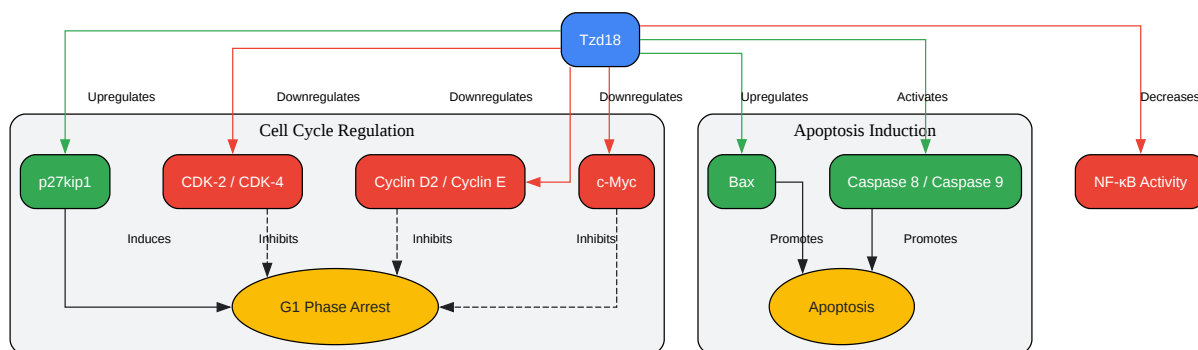 Tzd18
Upregulates
Downregulates
Downregulates
Downregulates
Upregulates
Activates
Decreases
Cell Cycle Regulation
Apoptosis Induction
p27kip1
CDK-2 / CDK-4
Cyclin D2 / Cyclin E
c-Myc
Bax
Caspase 8 / Caspase 9
NF-κB Activity
Induces
Inhibits
Inhibits
Inhibits
Promotes
Promotes
G1 Phase Arrest
Apoptosis